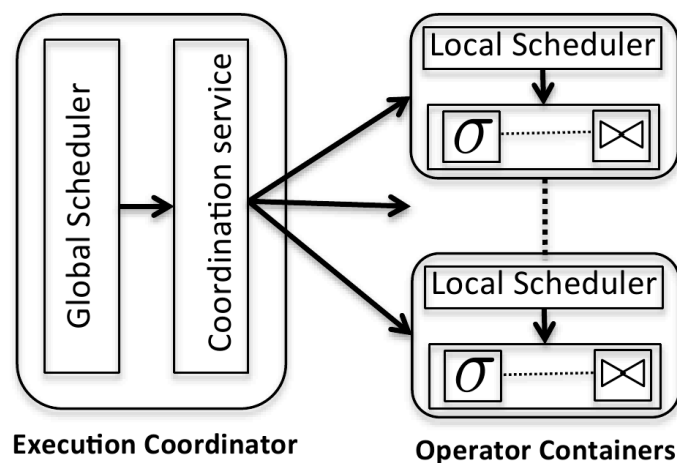 Global Scheduler
Coordination service
Local Scheduler
σ ⋈
Local Scheduler
σ ⋈
Execution Coordinator
Operator Containers